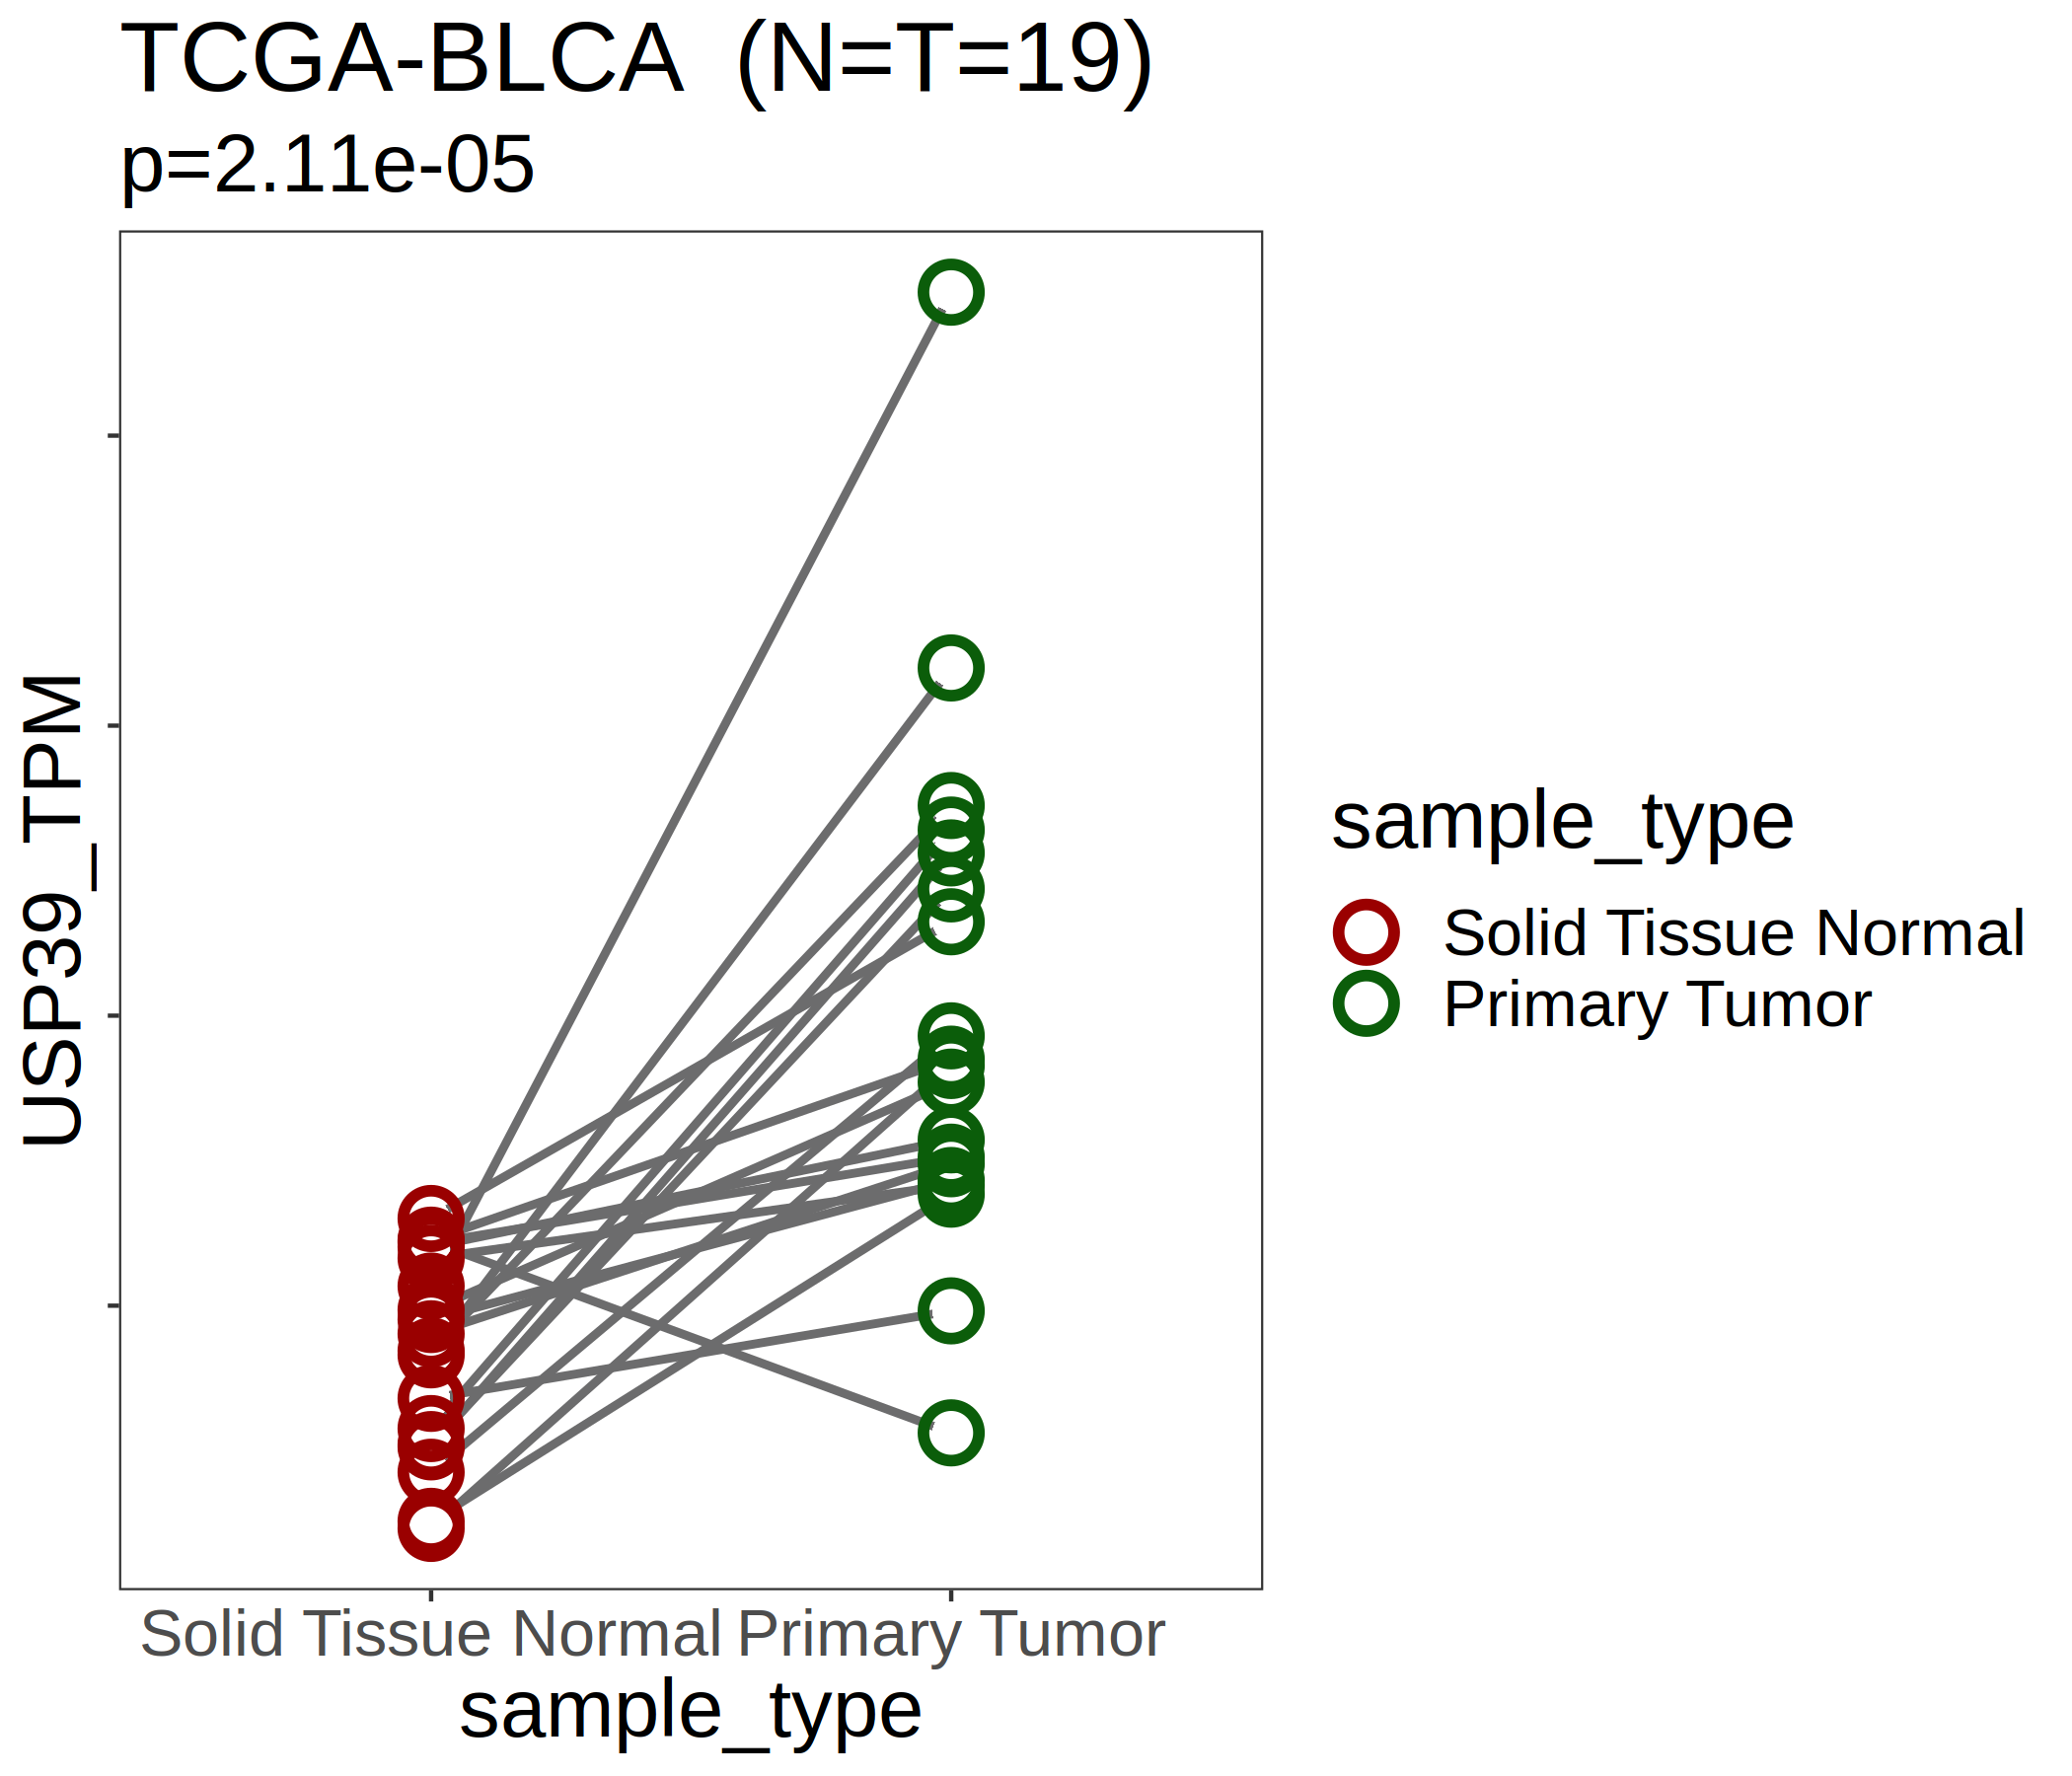 TCGA-BLCA  (N=T=19)
p=2.11e-05
USP39_TPM
Solid Tissue Normal
Primary Tumor
sample_type
sample_type
Solid Tissue Normal
Primary Tumor